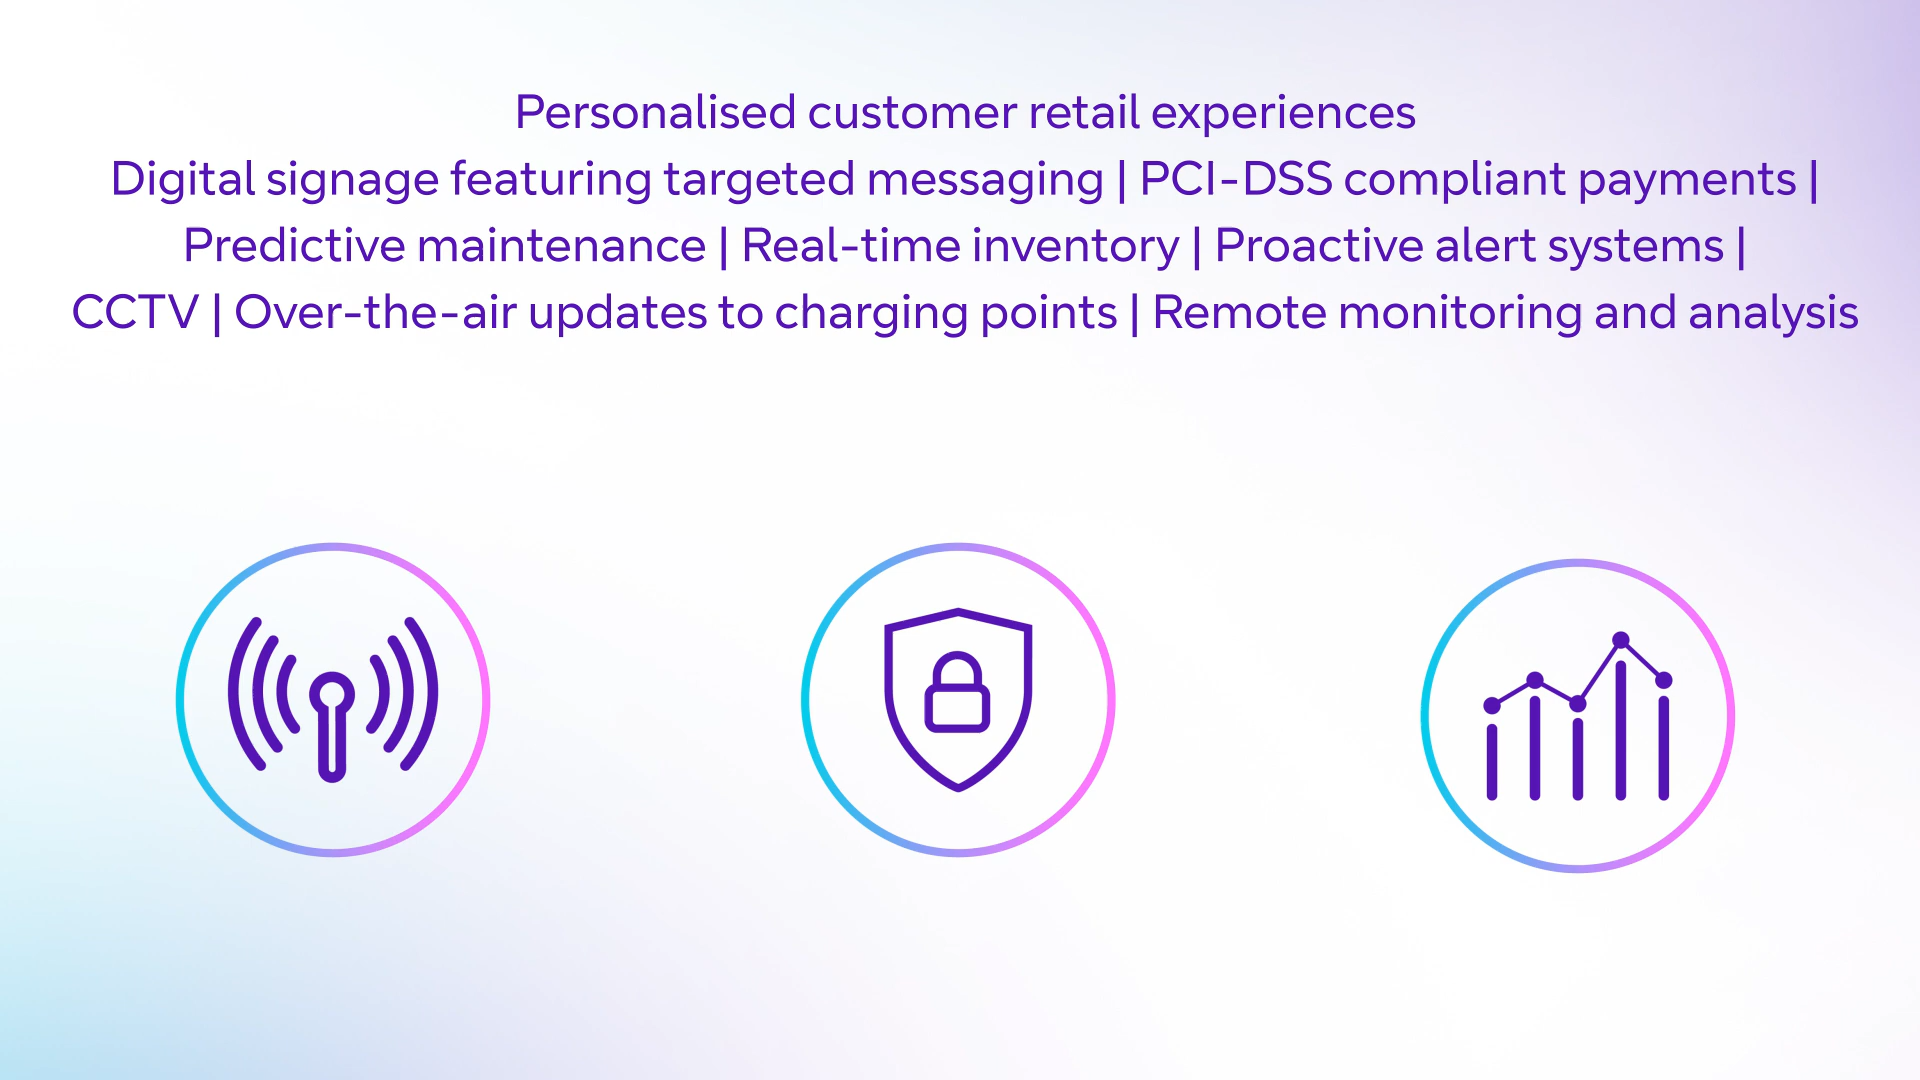 Personalised customer retail experiences
Digital signage featuring targeted messaging | PCI-DSS compliant payments |
Predictive maintenance | Real-time inventory | Proactive alert systems |
CCTV | Over-the-air updates to charging points | Remote monitoring and analysis